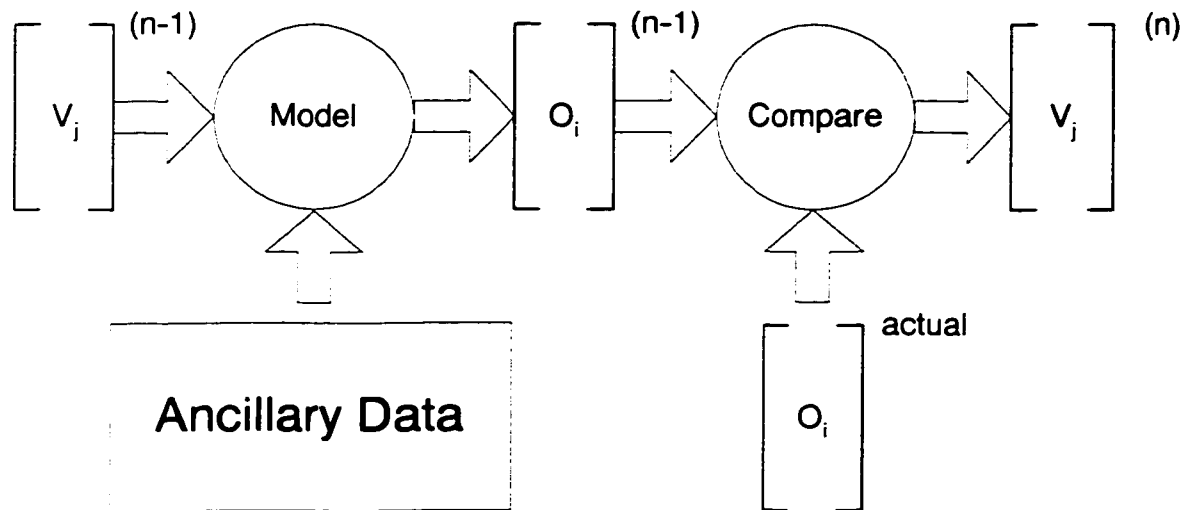 (n-1) (n-1) (n)
V_j Model O_i Compare V_j
actual
Ancillary Data O_i